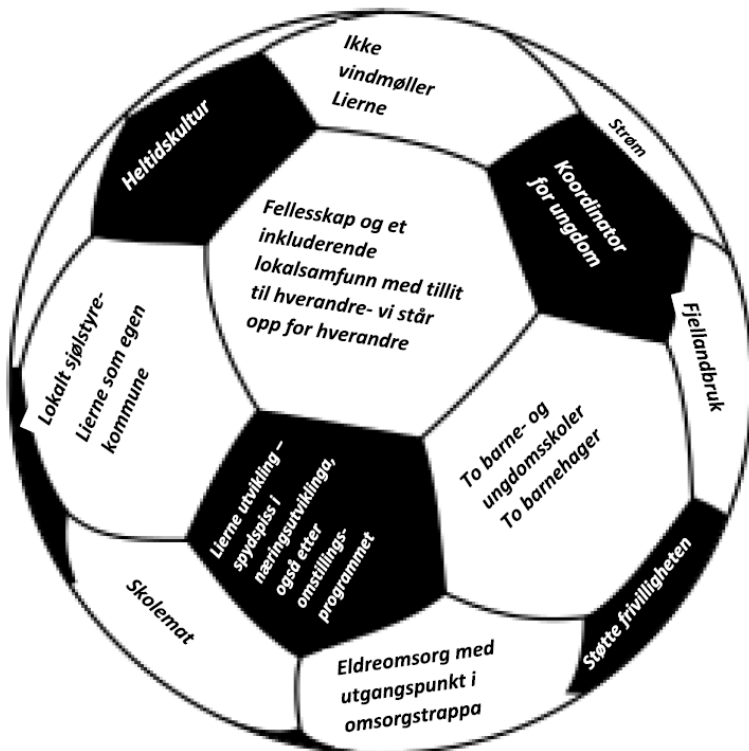 Ikke
vindmøller
Lierne
Strøm
Heltidskultur
Koordinator
for ungdom
Fellesskap og et
inkluderende
lokalsamfunn med tillit
til hverandre- vi står
opp for hverandre
Fjellandbruk
Lokalt sjølstyre-
Lierne som egen
kommune
To barne- og
ungdomsskoler
To barnehager
Lierne utvikling –
spydspiss i
næringsutviklinga,
også etter
omstillings-
programmet
Støtte frivilligheten
Skolemat
Eldreomsorg med
utgangspunkt i
omsorgstrappa